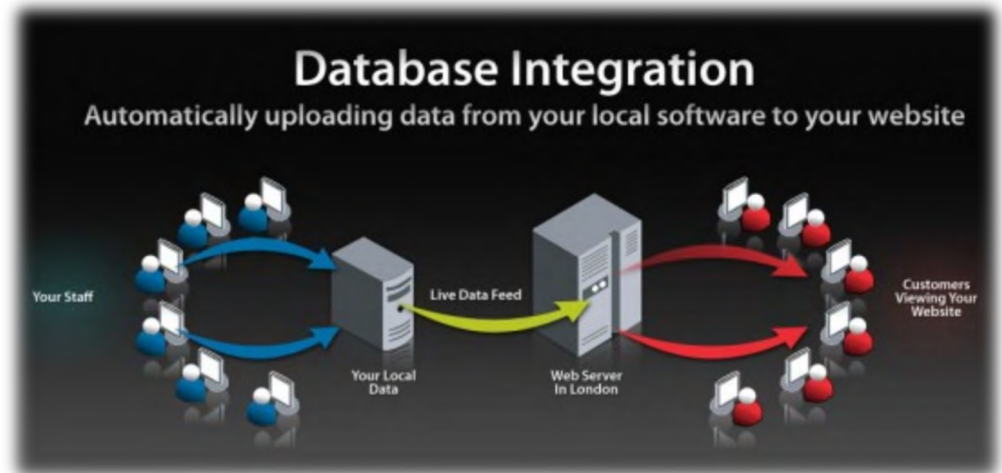 Database Integration
Automatically uploading data from your local software to your website
Your Staff
Live Data Feed
Customers
Viewing Your
Website
Your Local
Data
Web Server
In London